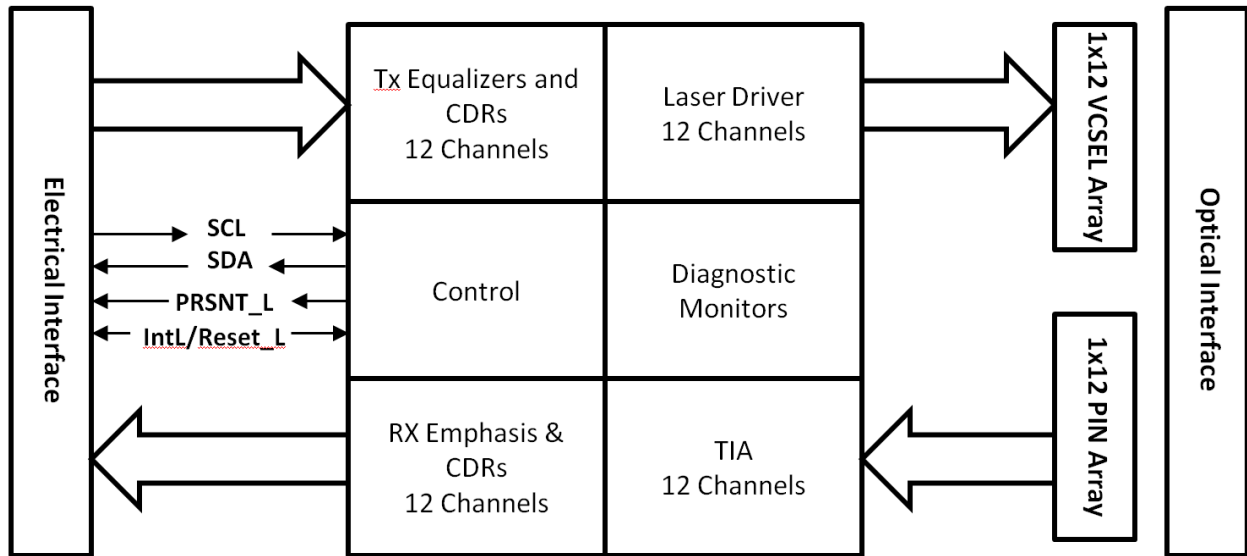 Electrical Interface
Tx Equalizers and
CDRs
12 Channels
Laser Driver
12 Channels
1x12 VCSEL Array
Optical Interface
SCL
SDA
PRSNT_L
IntL/Reset_L
Control
Diagnostic
Monitors
RX Emphasis &
CDRs
12 Channels
TIA
12 Channels
1x12 PIN Array